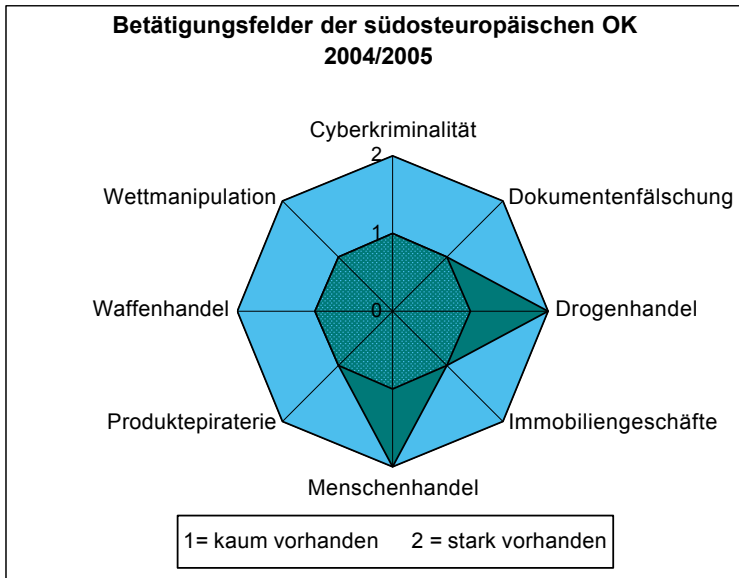 Betätigungsfelder der südosteuropäischen OK
2004/2005
Cyberkriminalität
2
Wettmanipulation
Dokumentenfälschung
1
Waffenhandel
0
Drogenhandel
Produktepiraterie
Immobiliengeschäfte
Menschenhandel
1= kaum vorhanden 2 = stark vorhanden